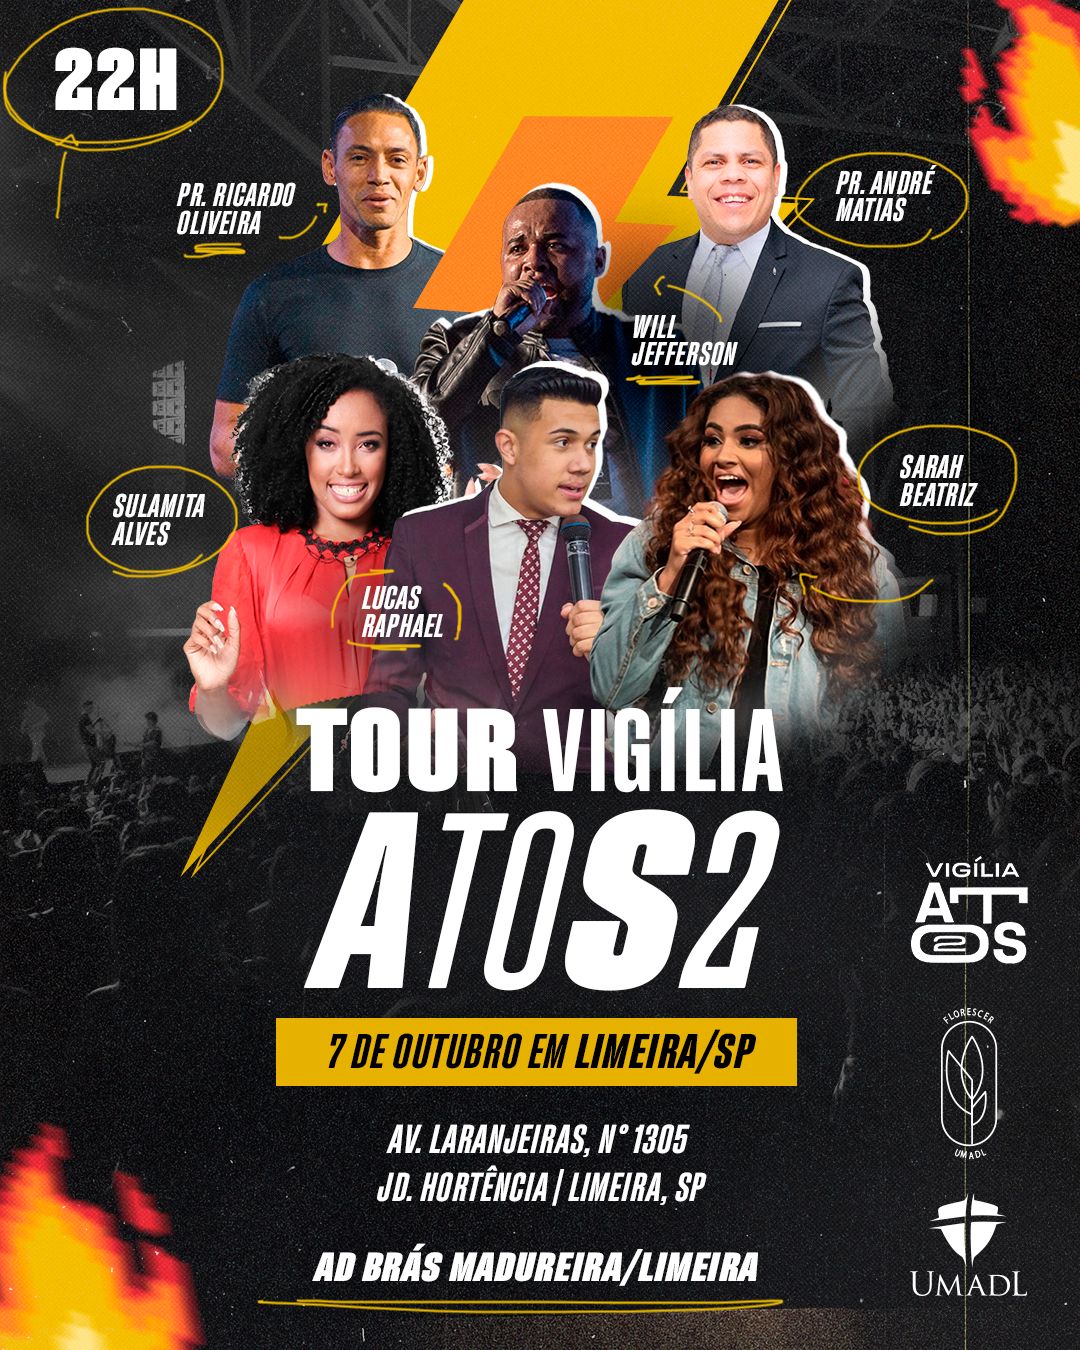 22H
PR. RICARDO
OLIVEIRA
PR. ANDRÉ
MATIAS
WILL
JEFFERSON
SULAMITA
ALVES
LUCAS
RAPHAEL
SARAH
BEATRIZ
TOUR VIGÍLIA
ATOS2
7 DE OUTUBRO EM LIMEIRA/SP
AV. LARANJEIRAS, N° 1305
JD. HORTÊNCIA | LIMEIRA, SP
AD BRÁS MADUREIRA/LIMEIRA
VIGÍLIA
AT
2OS
FLORESCER
UMADL
UMADL